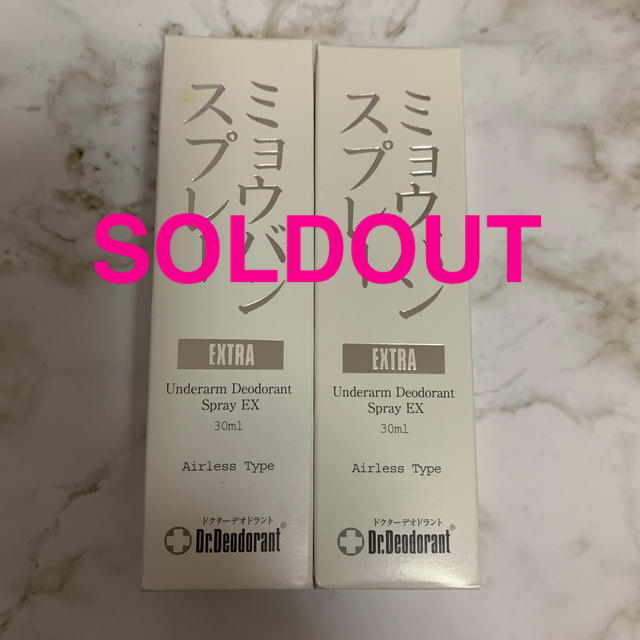 ミョウバン
スプレー
EXTRA
Underarm Deodorant
Spray EX
30ml
Airless Type
ドクターデオドラント
Dr.Deodorant®
ミョウバン
スプレー
EXTRA
Underarm Deodorant
Spray EX
30ml
Airless Type
ドクターデオドラント
Dr.Deodorant®
SOLDOUT